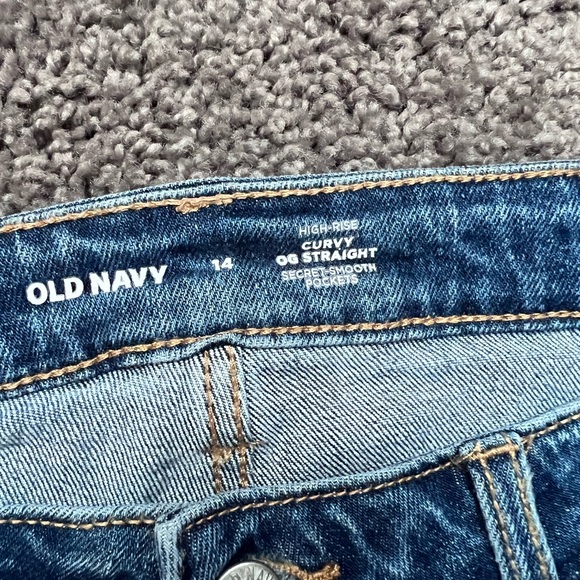 OLD NAVY
14
HIGH-RISE
CURVY
OG STRAIGHT
SECRET-SMOOTH
POCKETS